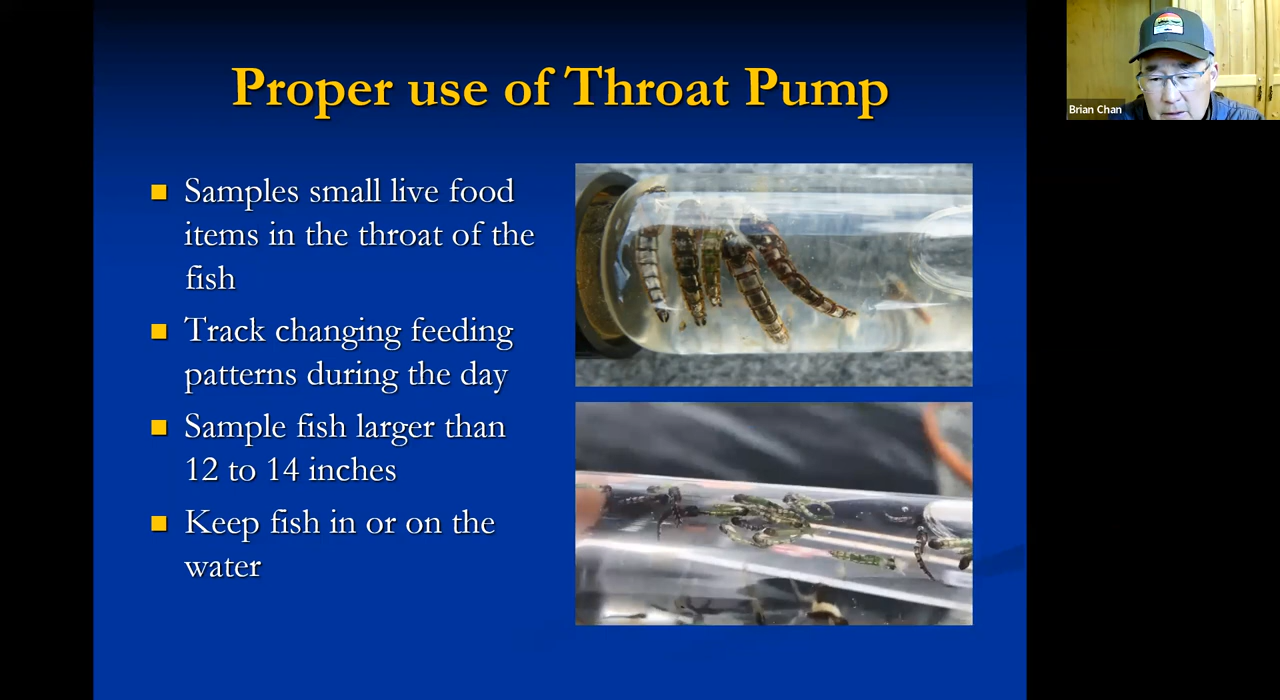 Proper use of Throat Pump
Samples small live food
items in the throat of the
fish
Track changing feeding
patterns during the day
Sample fish larger than
12 to 14 inches
Keep fish in or on the
water
Brian Chan